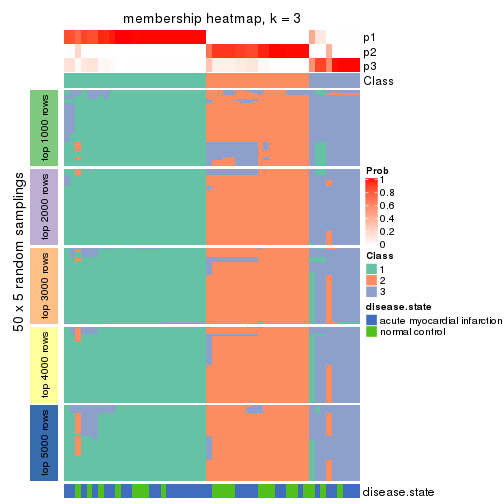 membership heatmap, k = 3
p1
p2
p3
Class
50 x 5 random samplings
top 1000 rows
top 2000 rows
top 3000 rows
top 4000 rows
top 5000 rows
Prob
1
0.8
0.6
0.4
0.2
0
Class
1
2
3
disease.state
acute myocardial infarction
normal control
disease.state